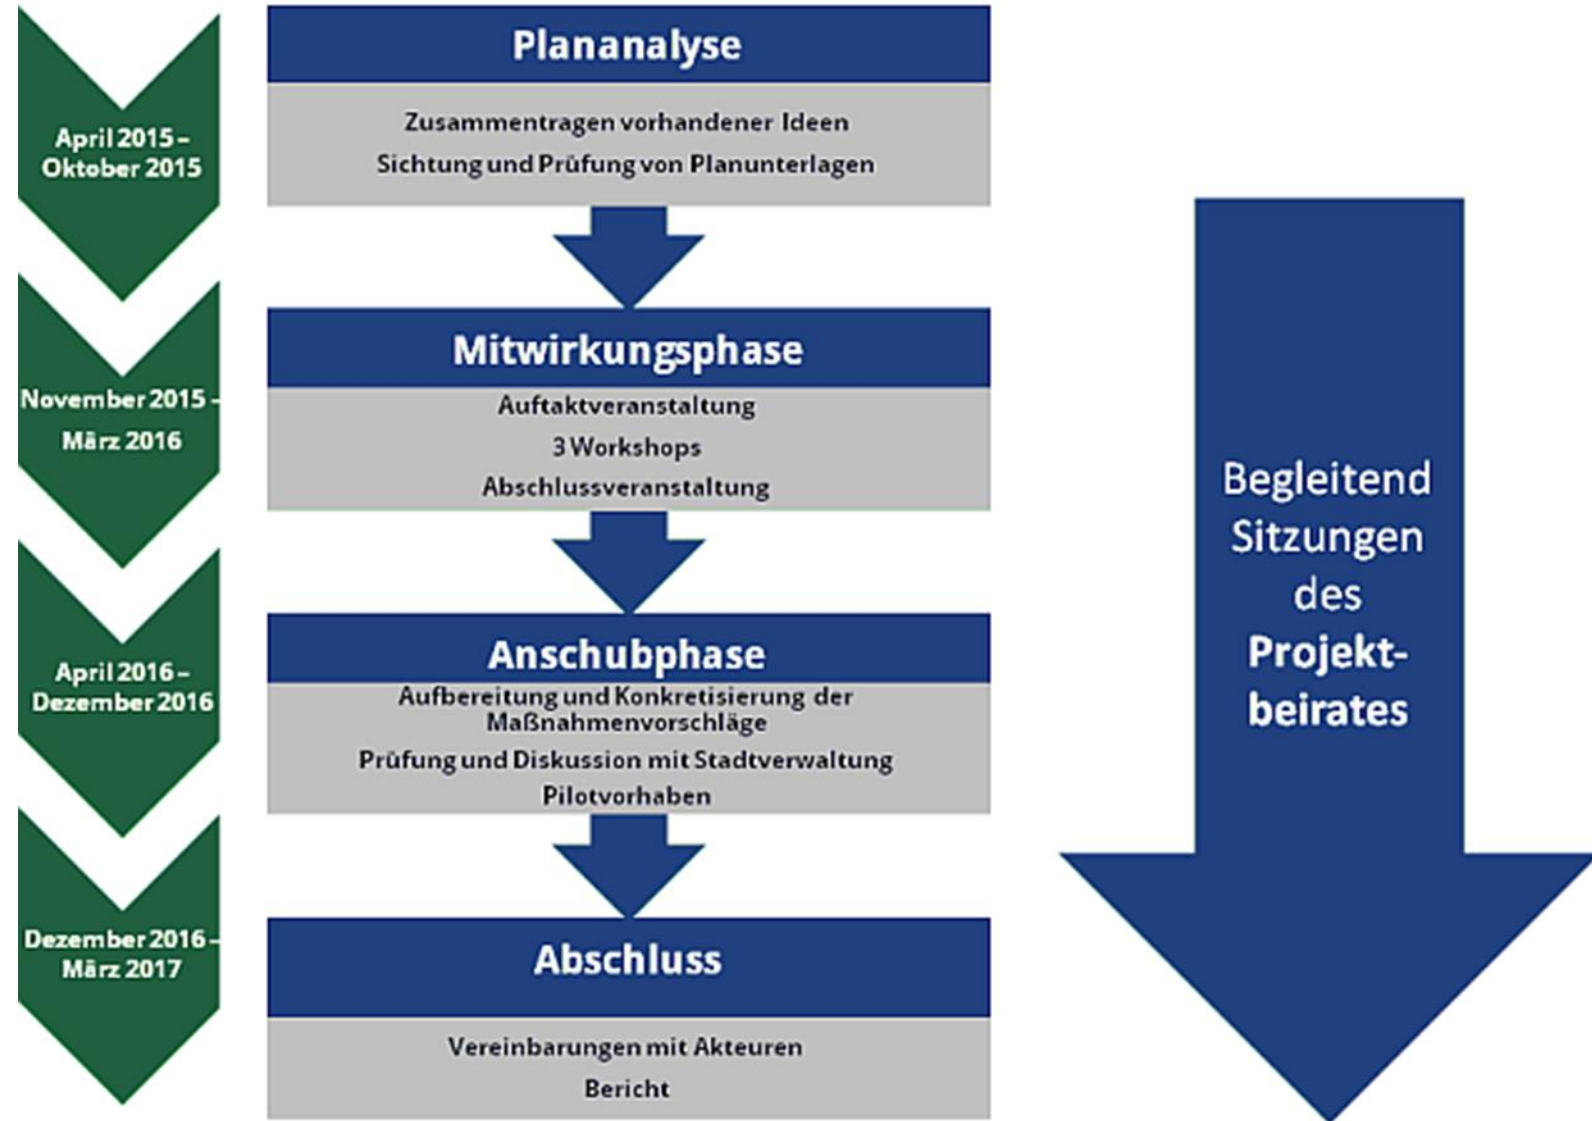 April 2015 –
Oktober 2015
Plananalyse
Zusammentragen vorhandener Ideen
Sichtung und Prüfung von Planunterlagen
November 2015 -
März 2016
Mitwirkungsphase
Auftaktveranstaltung
3 Workshops
Abschlussveranstaltung
April 2016 –
Dezember 2016
Anschubphase
Aufbereitung und Konkretisierung der
Maßnahmenvorschläge
Prüfung und Diskussion mit Stadtverwaltung
Pilotvorhaben
Dezember 2016 –
März 2017
Abschluss
Vereinbarungen mit Akteuren
Bericht
Begleitend
Sitzungen
des
Projekt-
beirates